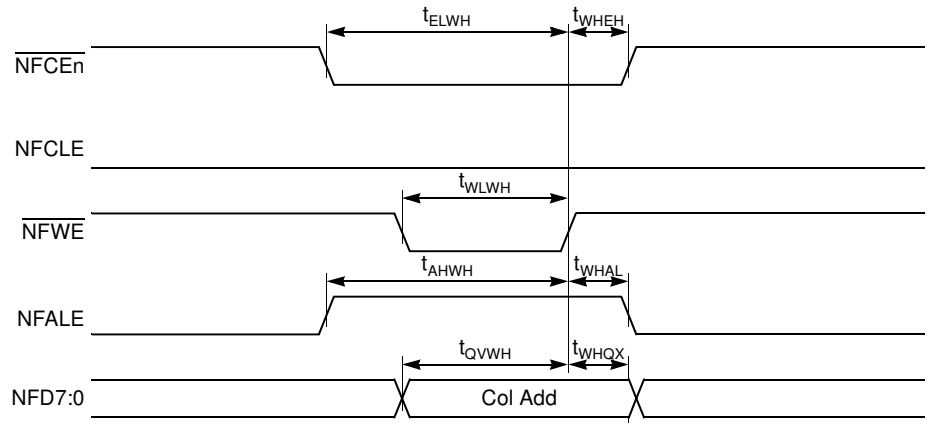 tELWH tWHEH
NFCEn
NFCLE
tWLWH
NFWE
tAHWH tWHAL
NFALE
tQVWH tWHQX
NFD7:0 Col Add